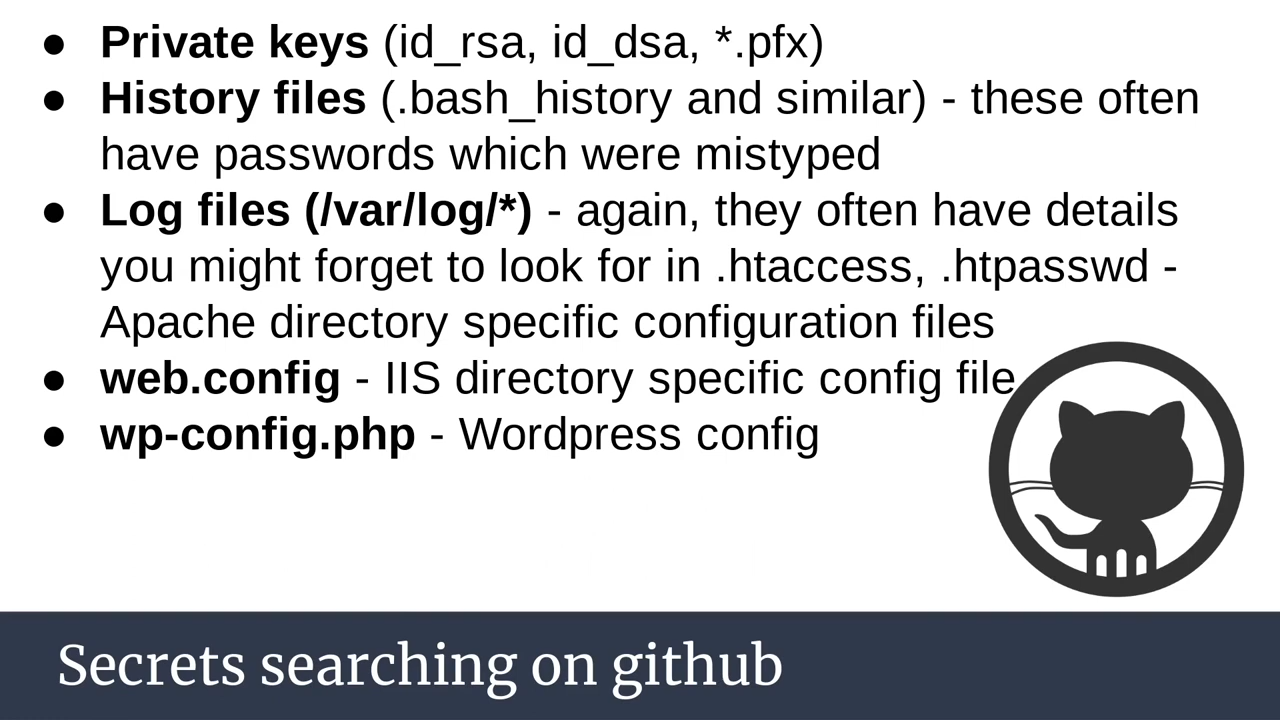 ● Private keys (id_rsa, id_dsa, *.pfx)
● History files (.bash_history and similar) - these often
have passwords which were mistyped
● Log files (/var/log/*) - again, they often have details
you might forget to look for in .htaccess, .htpasswd -
Apache directory specific configuration files
● web.config - IIS directory specific config file
● wp-config.php - Wordpress config
Secrets searching on github